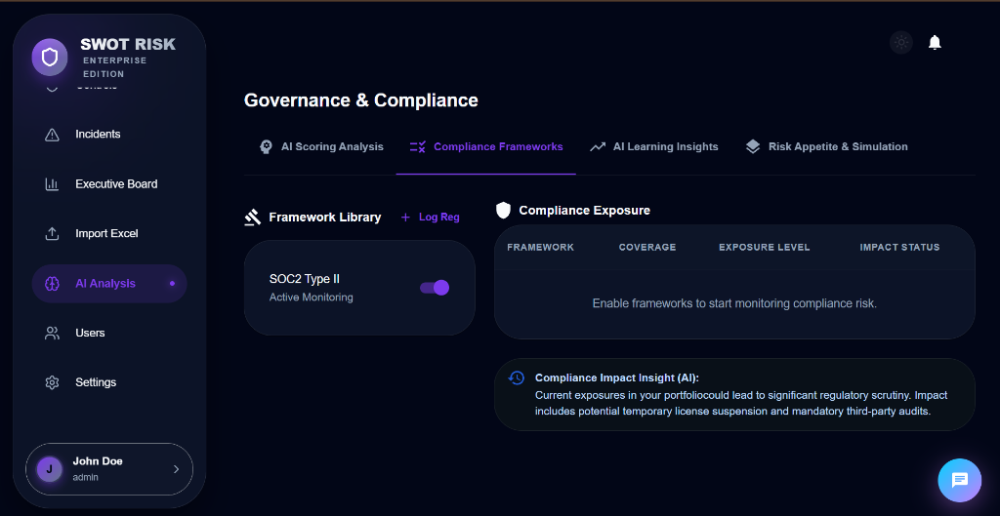 SWOT RISK
ENTERPRISE
EDITION
Incidents
Executive Board
Import Excel
AI Analysis
Users
Settings
J
John Doe
admin
Governance & Compliance
AI Scoring Analysis
Compliance Frameworks
AI Learning Insights
Risk Appetite & Simulation
Framework Library
+ Log Reg
SOC2 Type II
Active Monitoring
Compliance Exposure
FRAMEWORK COVERAGE EXPOSURE LEVEL IMPACT STATUS
Enable frameworks to start monitoring compliance risk.
Compliance Impact Insight (AI):
Current exposures in your portfoliocould lead to significant regulatory scrutiny. Impact
includes potential temporary license suspension and mandatory third-party audits.